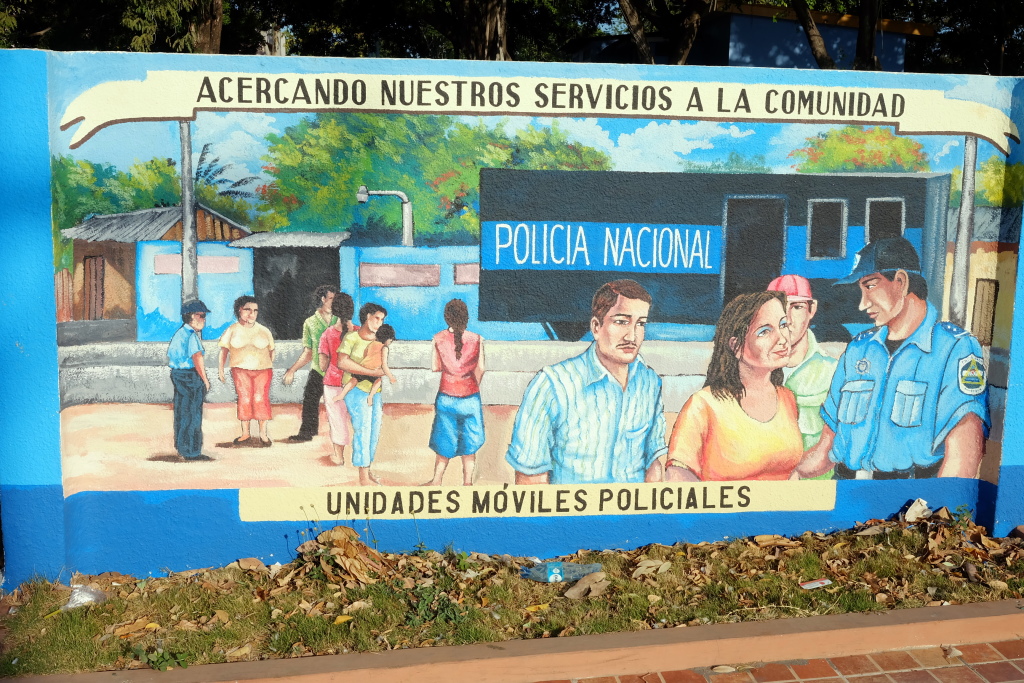 ACERCANDO NUESTROS SERVICIOS A LA COMUNIDAD
POLICIA NACIONAL
UNIDADES MÓVILES POLICIALES